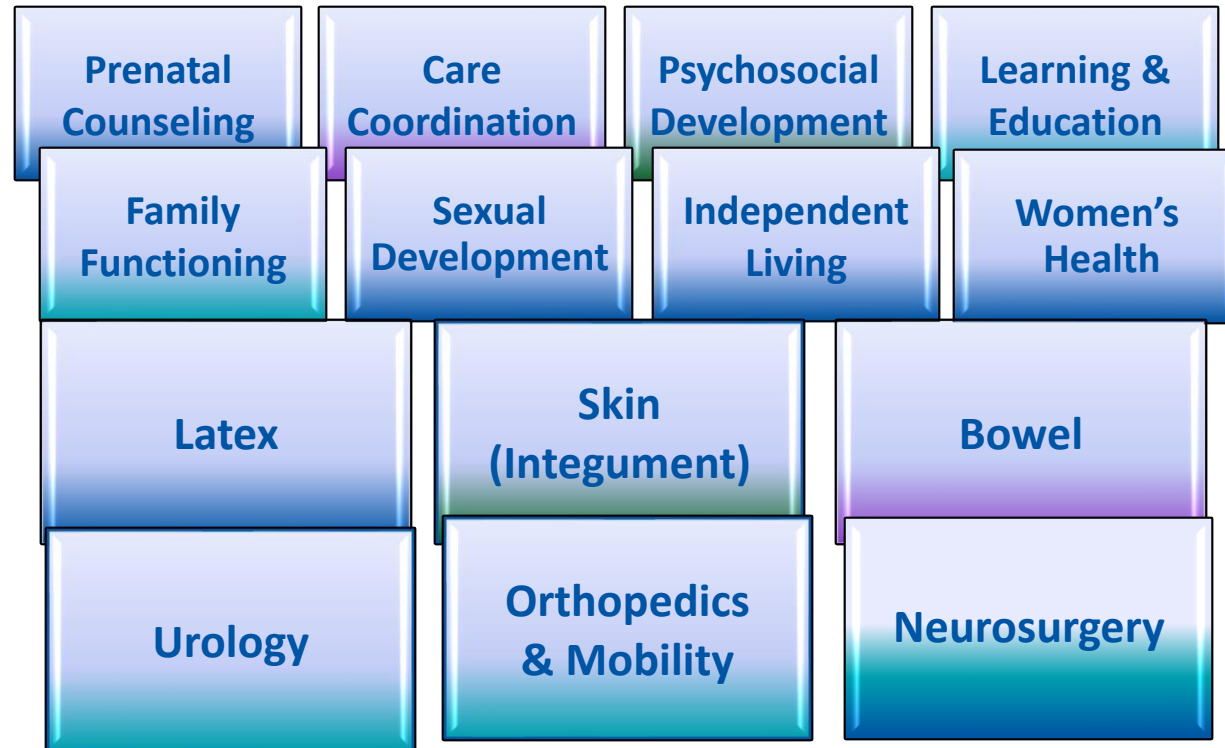 Prenatal
Counseling
Care
Coordination
Psychosocial
Development
Learning &
Education
Family
Functioning
Sexual
Development
Independent
Living
Women’s
Health
Latex
Skin
(Integument)
Bowel
Urology
Orthopedics
& Mobility
Neurosurgery